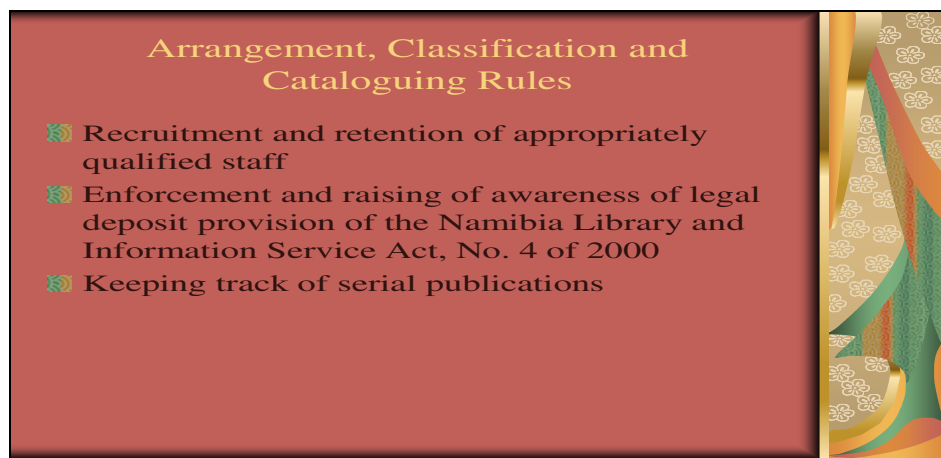 Arrangement, Classification and
Cataloguing Rules
Recruitment and retention of appropriately
qualified staff
Enforcement and raising of awareness of legal
deposit provision of the Namibia Library and
Information Service Act, No. 4 of 2000
Keeping track of serial publications